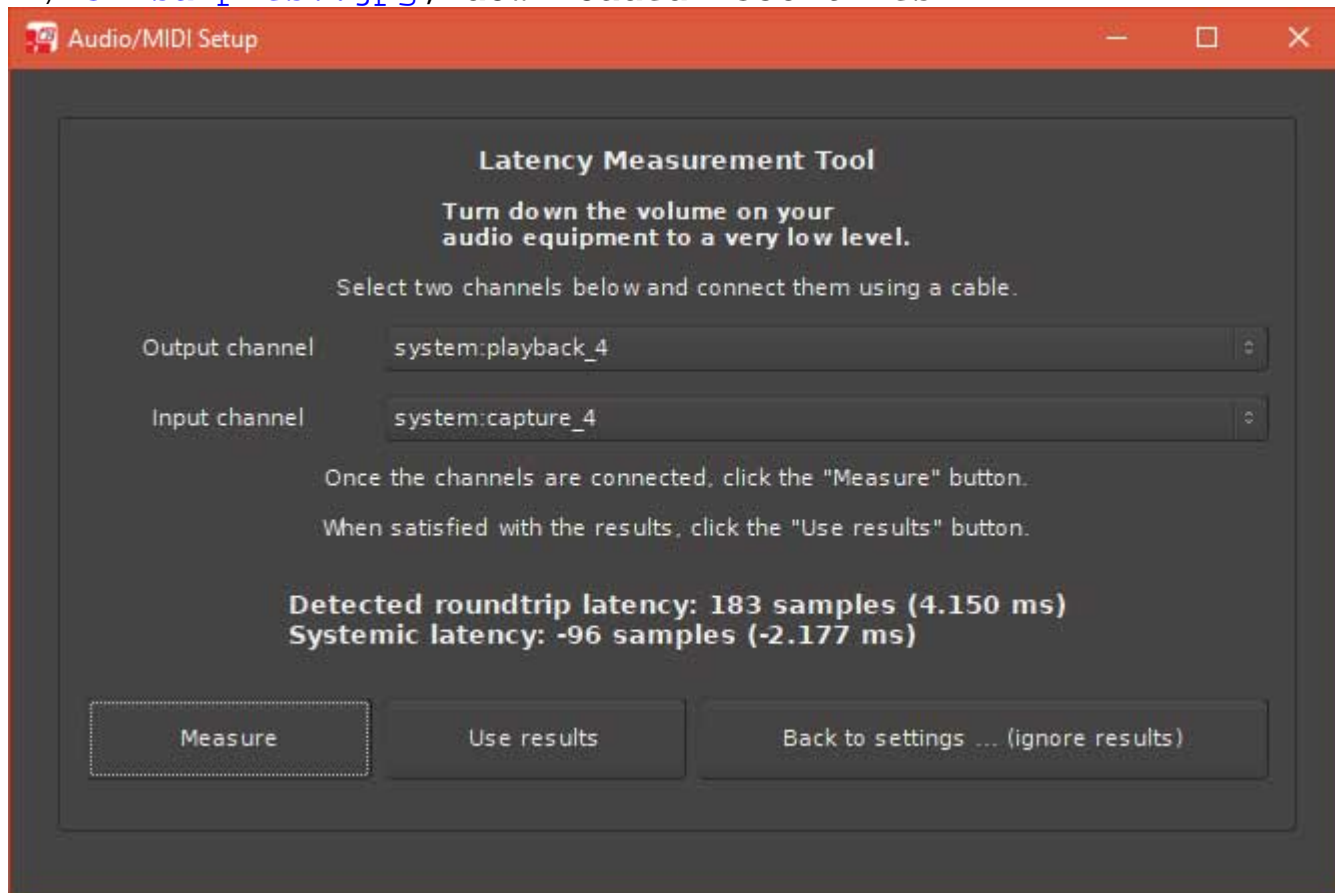 Audio/MIDI Setup
Latency Measurement Tool
Turn down the volume on your
audio equipment to a very low level.
Select two channels below and connect them using a cable.
Output channel system:playback_4
Input channel system:capture_4
Once the channels are connected, click the "Measure" button.
When satisfied with the results, click the "Use results" button.
Detected roundtrip latency: 183 samples (4.150 ms)
Systemic latency: -96 samples (-2.177 ms)
Measure Use results Back to settings ... (ignore results)